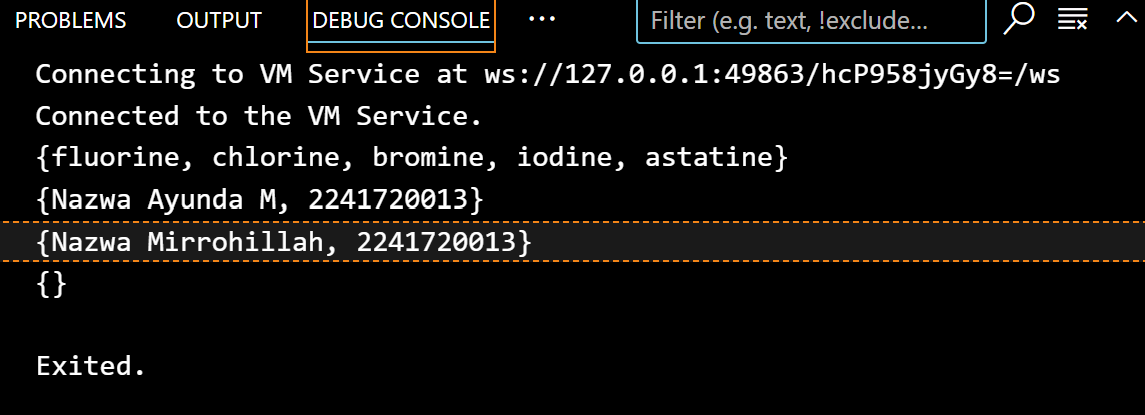 PROBLEMS OUTPUT DEBUG CONSOLE ··· Filter (e.g. text, !exclude...
Connecting to VM Service at ws://127.0.0.1:49863/hcP958jyGy8=/ws
Connected to the VM Service.
{fluorine, chlorine, bromine, iodine, astatine}
{Nazwa Ayunda M, 2241720013}
{Nazwa Mirrohillah, 2241720013}
{}
Exited.